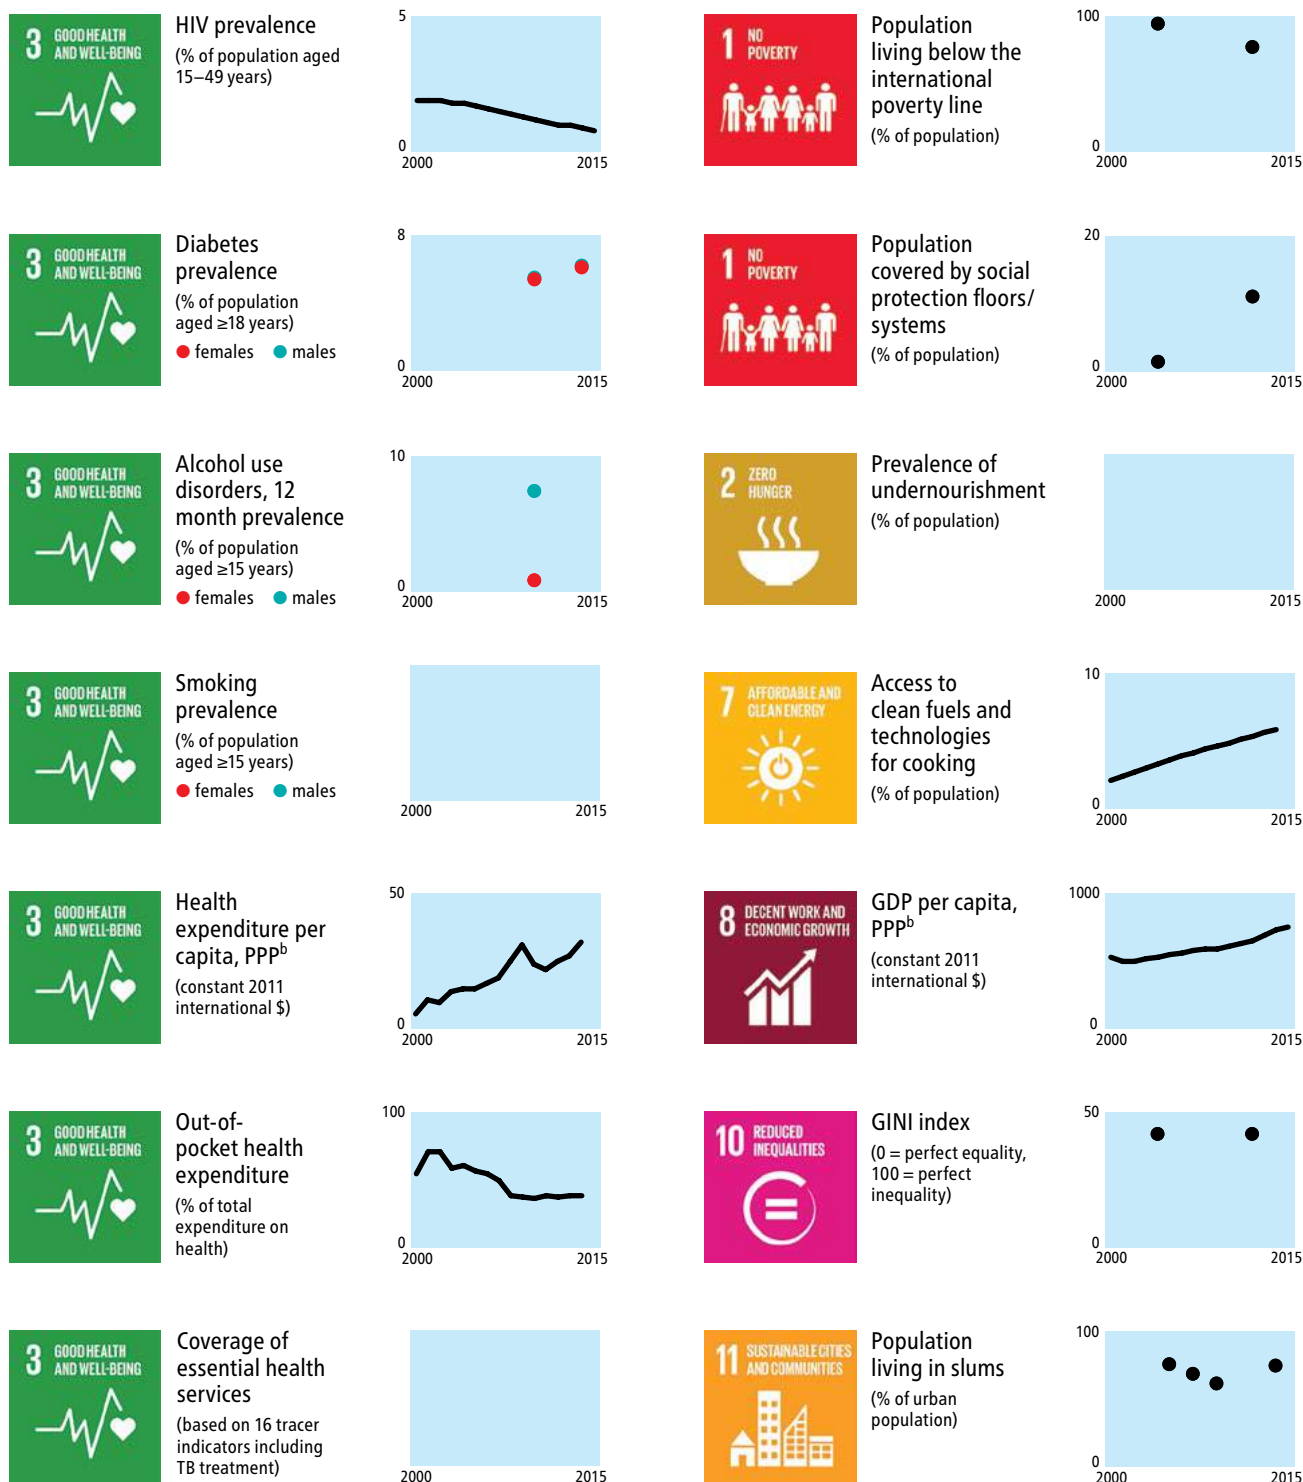 3 GOOD HEALTH
AND WELL-BEING
HIV prevalence
(% of population aged
15–49 years)
5
0
2000 2015
3 GOOD HEALTH
AND WELL-BEING
Diabetes
prevalence
(% of population
aged ≥18 years)
females males
8
0
2000 2015
3 GOOD HEALTH
AND WELL-BEING
Alcohol use
disorders, 12
month prevalence
(% of population
aged ≥15 years)
females males
10
0
2000 2015
3 GOOD HEALTH
AND WELL-BEING
Smoking
prevalence
(% of population
aged ≥15 years)
females males
2000 2015
3 GOOD HEALTH
AND WELL-BEING
Health
expenditure per
capita, PPPb
(constant 2011
international $)
50
0
2000 2015
3 GOOD HEALTH
AND WELL-BEING
Out-of-
pocket health
expenditure
(% of total
expenditure on
health)
100
0
2000 2015
3 GOOD HEALTH
AND WELL-BEING
Coverage of
essential health
services
(based on 16 tracer
indicators including
TB treatment)
2000 2015
1 NO
POVERTY
Population
living below the
international
poverty line
(% of population)
100
0
2000 2015
1 NO
POVERTY
Population
covered by social
protection floors/
systems
(% of population)
20
0
2000 2015
2 ZERO
HUNGER
Prevalence of
undernourishment
(% of population)
2000 2015
7 AFFORDABLE AND
CLEAN ENERGY
Access to
clean fuels and
technologies
for cooking
(% of population)
10
0
2000 2015
8 DECENT WORK AND
ECONOMIC GROWTH
GDP per capita,
PPPb
(constant 2011
international $)
1000
0
2000 2015
10 REDUCED
INEQUALITIES
GINI index
(0 = perfect equality,
100 = perfect
inequality)
50
0
2000 2015
11 SUSTAINABLE CITIES
AND COMMUNITIES
Population
living in slums
(% of urban
population)
100
0
2000 2015